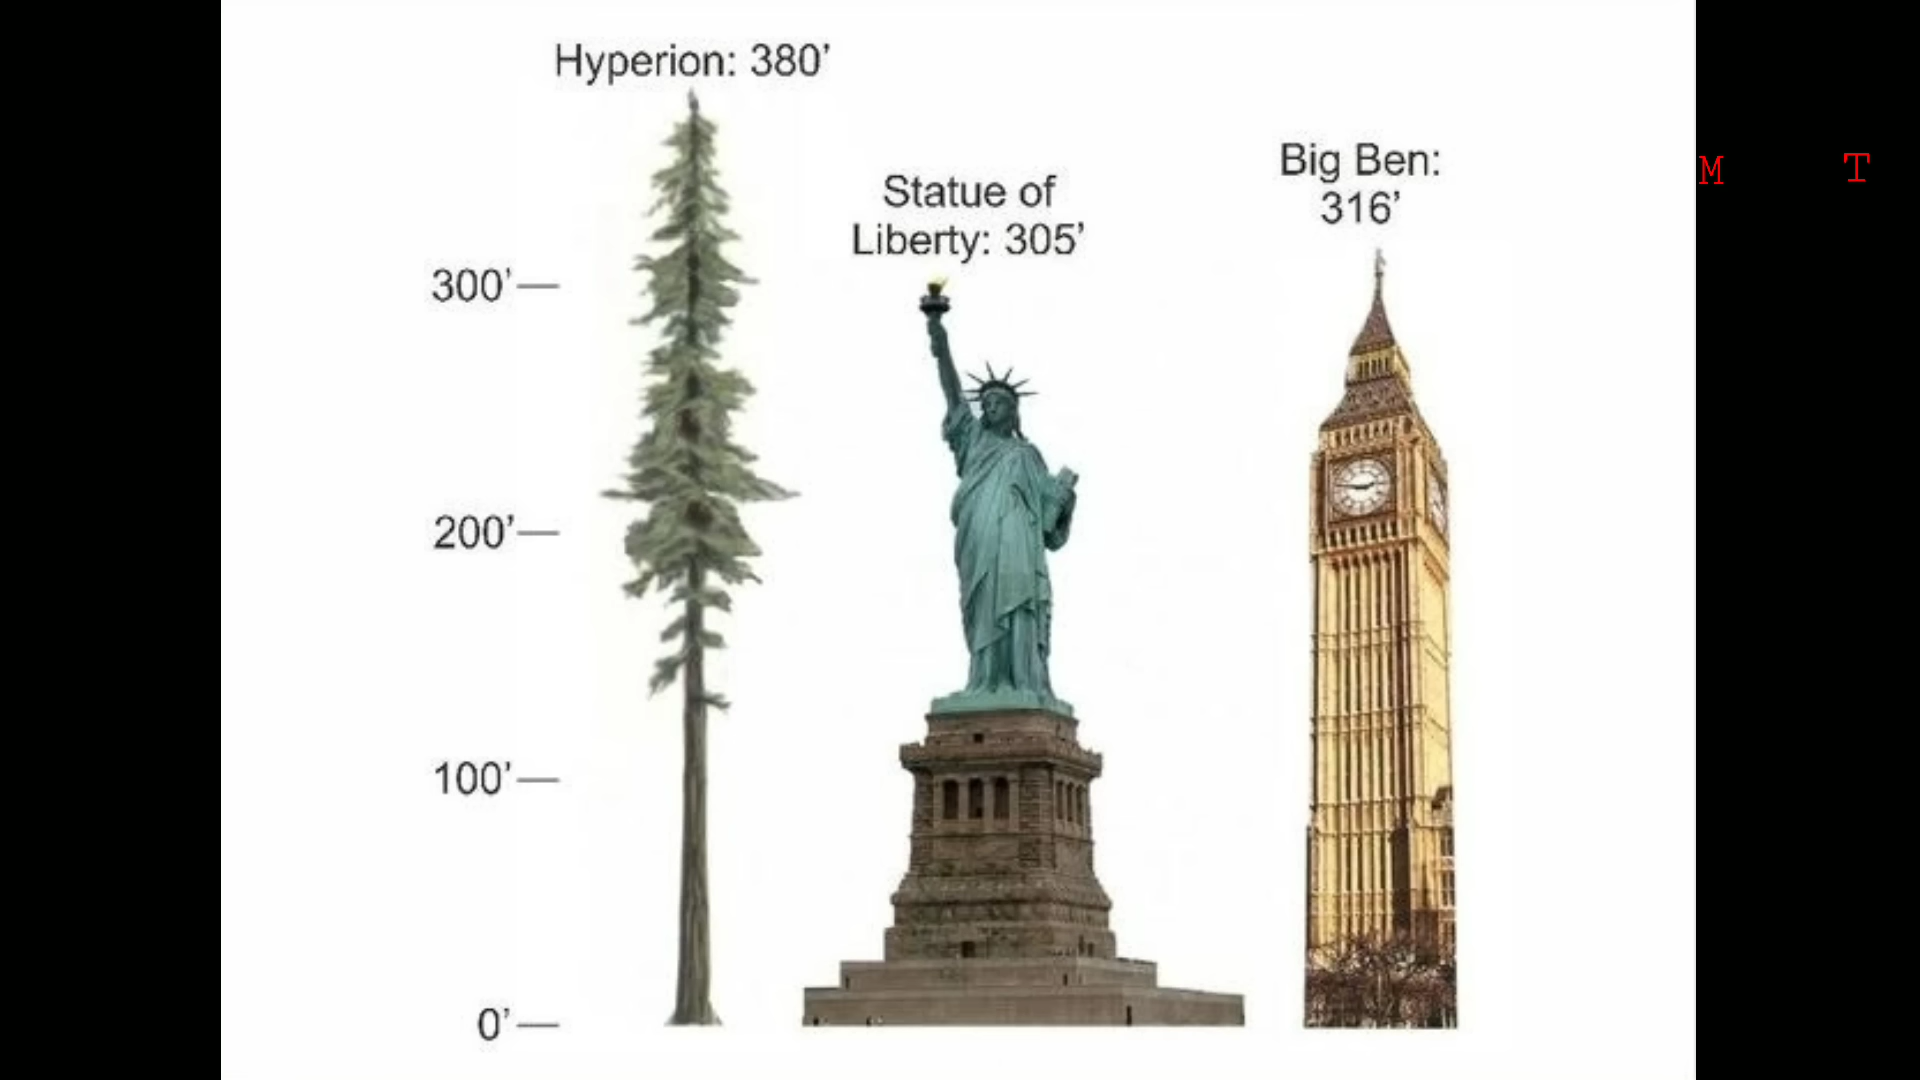 Hyperion: 380’
Statue of
Liberty: 305’
Big Ben:
316’
M T
300’
200’
100’
0’